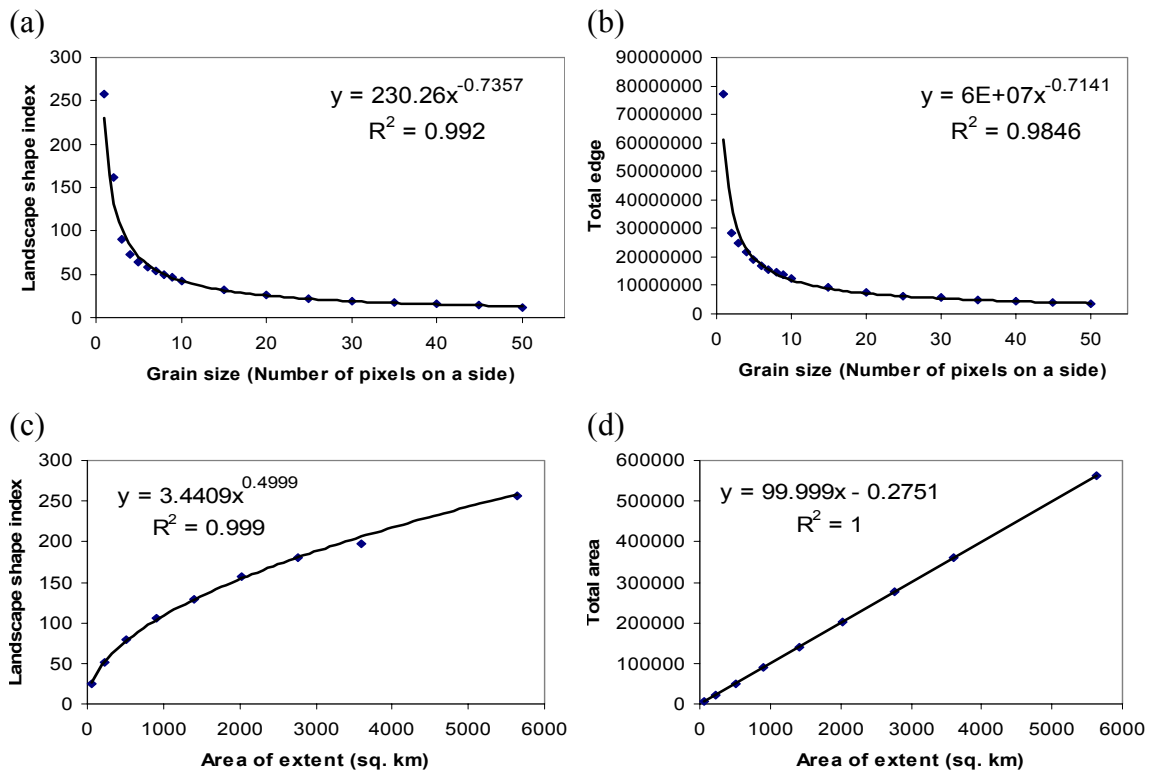 (a)
300
250
200
150
100
50
0
Landscape shape index
y = 230.26x^-0.7357
R^2 = 0.992
0 10 20 30 40 50
Grain size (Number of pixels on a side)
(b)
90000000
80000000
70000000
60000000
50000000
40000000
30000000
20000000
10000000
0
Total edge
y = 6E+07x^-0.7141
R^2 = 0.9846
0 10 20 30 40 50
Grain size (Number of pixels on a side)
(c)
300
250
200
150
100
50
0
Landscape shape index
y = 3.4409x^0.4999
R^2 = 0.999
0 1000 2000 3000 4000 5000 6000
Area of extent (sq. km)
(d)
600000
500000
400000
300000
200000
100000
0
Total area
y = 99.999x - 0.2751
R^2 = 1
0 1000 2000 3000 4000 5000 6000
Area of extent (sq. km)